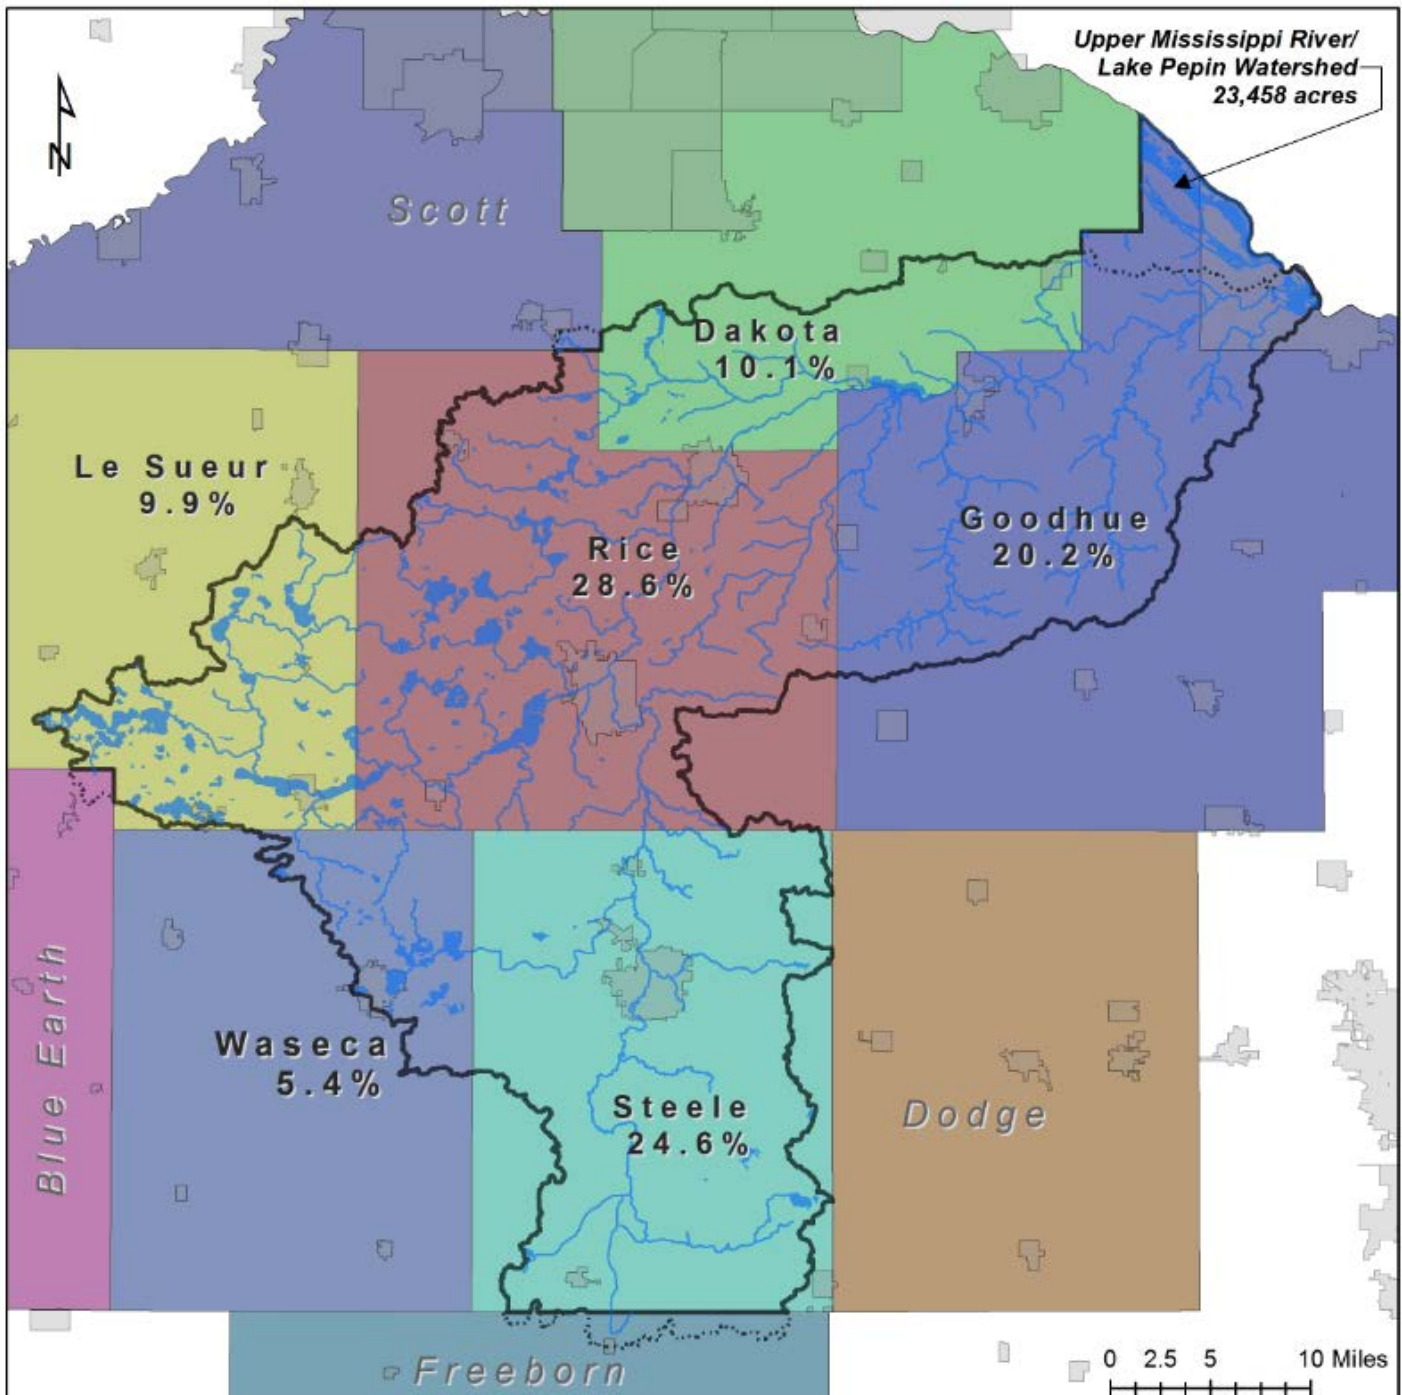 Upper Mississippi River/
Lake Pepin Watershed
23,458 acres
N
Scott
Dakota
10.1%
Le Sueur
9.9%
Rice
28.6%
Goodhue
20.2%
Waseca
5.4%
Steele
24.6%
Blue Earth
Dodge
Freeborn
0 2.5 5 10 Miles